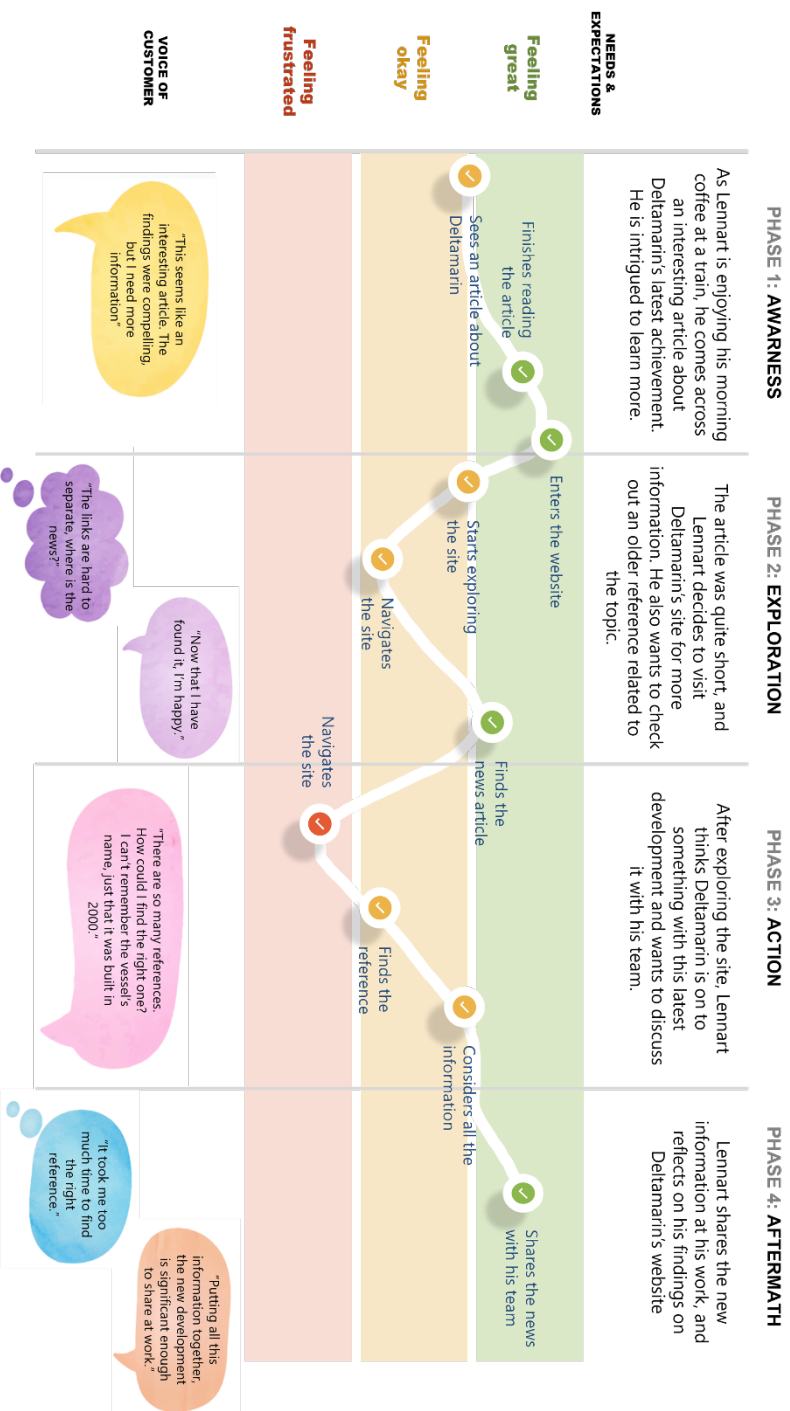 PHASE 1: AWARNESS
PHASE 2: EXPLORATION
PHASE 3: ACTION
PHASE 4: AFTERMATH
NEEDS &
EXPECTATIONS
As Lennart is enjoying his morning
coffee at a train, he comes across
an interesting article about
Deltamarin's latest achievement.
He is intrigued to learn more.
The article was quite short, and
Lennart decides to visit
Deltamarin's site for more
information. He also wants to check
out an older reference related to
the topic.
After exploring the site, Lennart
thinks Deltamarin is on to
something with this latest
development and wants to discuss
it with his team.
Lennart shares the new
information at his work, and
reflects on his findings on
Deltamarin's website
Feeling
great
Feeling
okay
Feeling
frustrated
Sees an article about
Deltamarin
Finishes reading
the article
Enters the website
Starts exploring
the site
Navigates
the site
Finds the
news article
Navigates
the site
Finds the
reference
Considers all the
information
Shares the news
with his team
VOICE OF
CUSTOMER
"This seems like an
interesting article. The
findings were compelling,
but I need more
information"
"The links are hard to
separate, where is the
news?"
"Now that I have
found it, I'm happy."
"There are so many references.
How could I find the right one?
I can't remember the vessel's
name, just that it was built in
2000."
"It took me too
much time to find
the right
reference."
"Putting all this
information together,
the new development
is significant enough
to share at work."